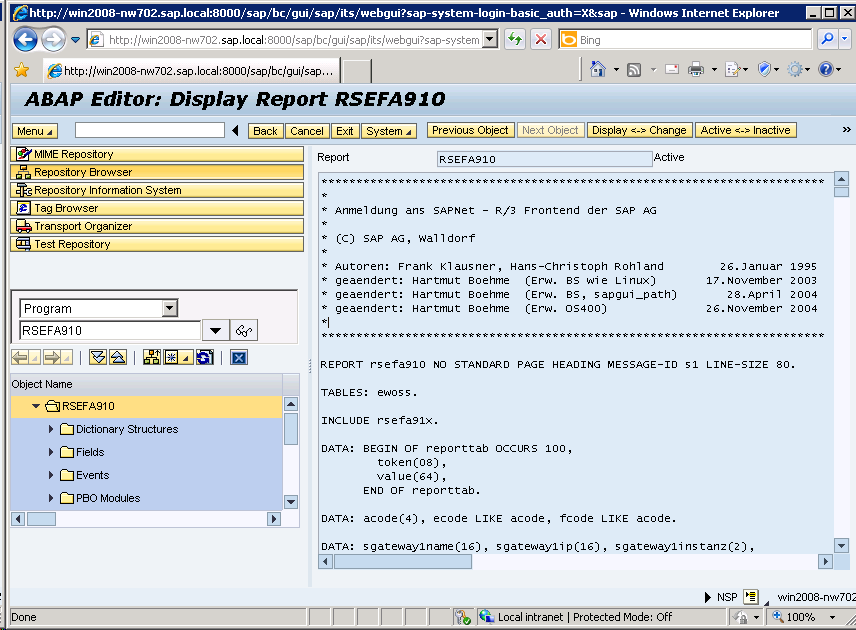 http://win2008-nw702.sap.local:8000/sap/bc/gui/sap/its/webgui?sap-system-login-basic_auth=X&sap - Windows Internet Explorer
http://win2008-nw702.sap.local:8000/sap/bc/gui/sap/its/webgui?sap-system
Bing
http://win2008-nw702.sap.local:8000/sap/bc/gui/sap...
ABAP Editor: Display Report RSEFA910
Menu Back Cancel Exit System Previous Object Next Object Display <-> Change Active <-> Inactive »
MIME Repository
Repository Browser
Repository Information System
Tag Browser
Transport Organizer
Test Repository
Program
RSEFA910
Object Name
RSEFA910
Dictionary Structures
Fields
Events
PBO Modules
Report RSEFA910 Active
************************************************************************
*
* Anmeldung ans SAPNet - R/3 Frontend der SAP AG
*
* (C) SAP AG, Walldorf
*
* Autoren: Frank Klausner, Hans-Christoph Rohland 26.Januar 1995
* geaendert: Hartmut Boehme (Erw. BS wie Linux) 17.November 2003
* geaendert: Hartmut Boehme (Erw. BS, sapgui_path) 28.April 2004
* geaendert: Hartmut Boehme (Erw. OS400) 26.November 2004
*
************************************************************************
REPORT rsefa910 NO STANDARD PAGE HEADING MESSAGE-ID s1 LINE-SIZE 80.
TABLES: ewoss.
INCLUDE rsefa91x.
DATA: BEGIN OF reporttab OCCURS 100,
token(08),
value(64),
END OF reporttab.
DATA: acode(4), ecode LIKE acode, fcode LIKE acode.
DATA: sgateway1name(16), sgateway1ip(16), sgateway1instanz(2),
NSP win2008-nw702
Done Local intranet | Protected Mode: Off 100%